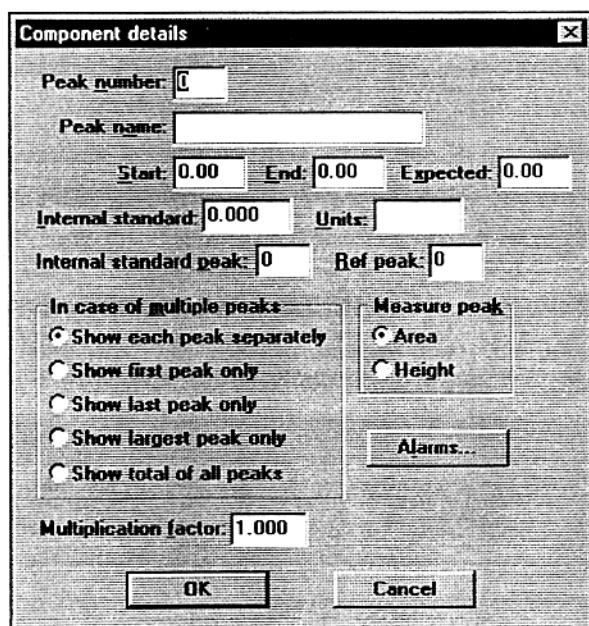 Component details
Peak number: 0
Peak name:
Start: 0.00 End: 0.00 Expected: 0.00
Internal standard: 0.000 Units:
Internal standard peak: 0 Ref peak: 0
In case of multiple peaks Measure peak
Show each peak separately Area
Show first peak only Height
Show last peak only
Show largest peak only Alarms...
Show total of all peaks
Multiplication factor: 1.000
OK Cancel